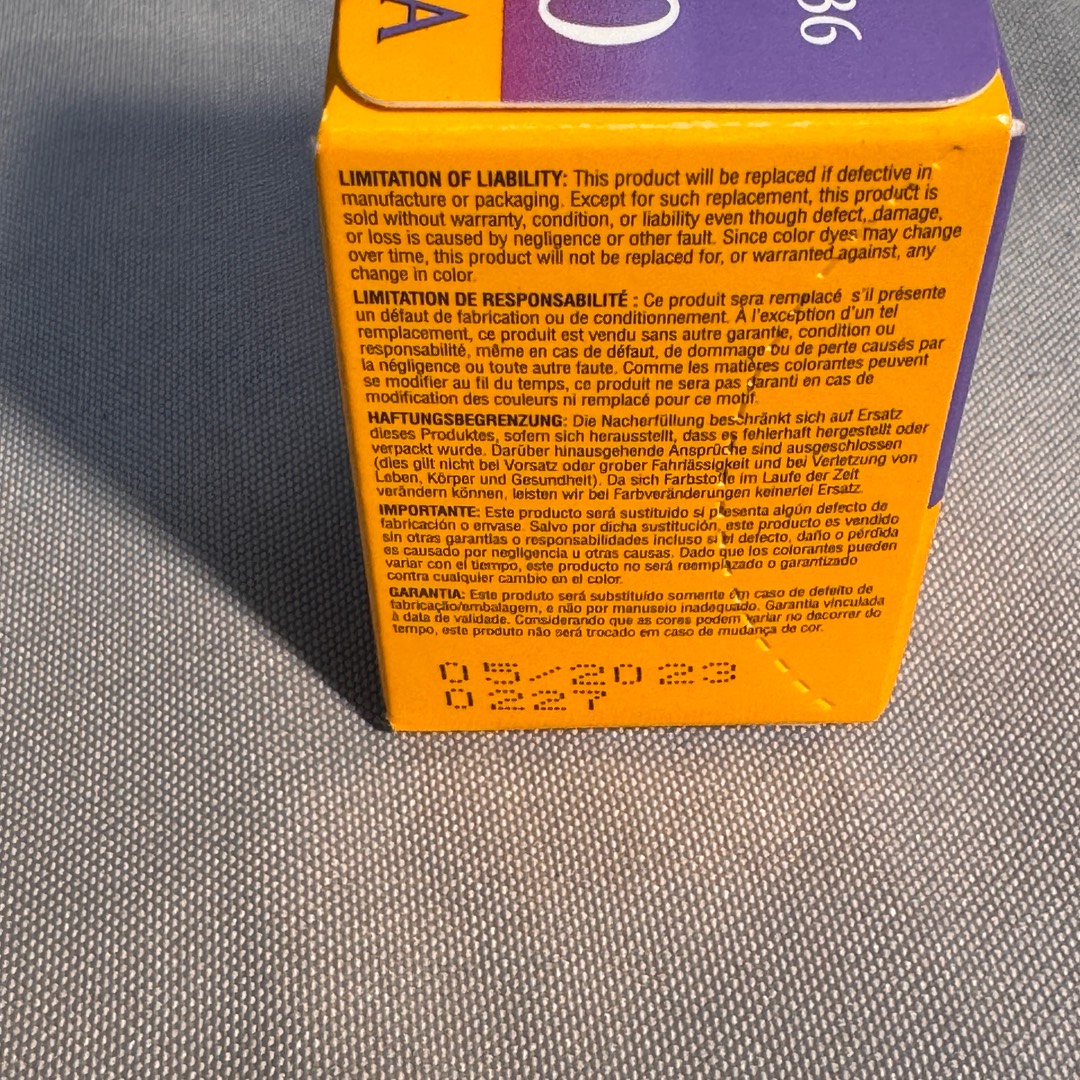 A
0
36
LIMITATION OF LIABILITY: This product will be replaced if defective in
manufacture or packaging. Except for such replacement, this product is
sold without warranty, condition, or liability even though defect, damage,
or loss is caused by negligence or other fault. Since color dyes may change
over time, this product will not be replaced for, or warranted against, any
change in color.
LIMITATION DE RESPONSABILITÉ : Ce produit sera remplacé s'il présente
un défaut de fabrication ou de conditionnement. À l'exception d'un tel
remplacement, ce produit est vendu sans autre garantie, condition ou
responsabilité, même en cas de défaut, de dommage ou de perte causés par
la négligence ou toute autre faute. Comme les matières colorantes peuvent
se modifier au fil du temps, ce produit ne sera pas garanti en cas de
modification des couleurs ni remplacé pour ce motif.
HAFTUNGSBEGRENZUNG: Die Nacherfüllung beschränkt sich auf Ersatz
dieses Produktes, sofern sich herausstellt, dass es fehlerhaft hergestellt oder
verpackt wurde. Darüber hinausgehende Ansprüche sind ausgeschlossen
(dies gilt nicht bei Vorsatz oder grober Fahrlässigkeit und bei Verletzung von
Leben, Körper und Gesundheit). Da sich Farbstoffe im Laufe der Zeit
verändern können, leisten wir bei Farbveränderungen keinerlei Ersatz.
IMPORTANTE: Este producto será sustituido si presenta algún defecto de
fabricación o envase. Salvo por dicha sustitución, este producto es vendido
sin otras garantías o responsabilidades incluso si el defecto, daño o pérdida
es causado por negligencia u otras causas. Dado que los colorantes pueden
variar con el tiempo, este producto no será reemplazado o garantizado
contra cualquier cambio en el color.
GARANTIA: Este produto será substituído somente em caso de defeito de
fabricação/embalagem, e não por manuseio inadequado. Garantia vinculada
à data de validade. Considerando que as cores podem variar no decorrer do
tempo, este produto não será trocado em caso de mudança de cor.
05/2023
0227